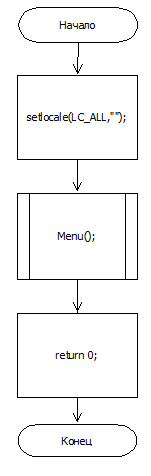 Начало
setlocale(LC_ALL,"");
Menu();
return 0;
Конец